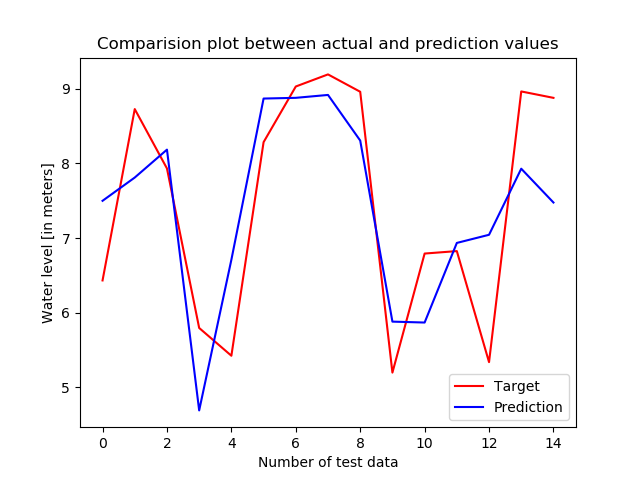 Comparision plot between actual and prediction values
Water level [in meters]
9
8
7
6
5
0 2 4 6 8 10 12 14
Number of test data
Target
Prediction